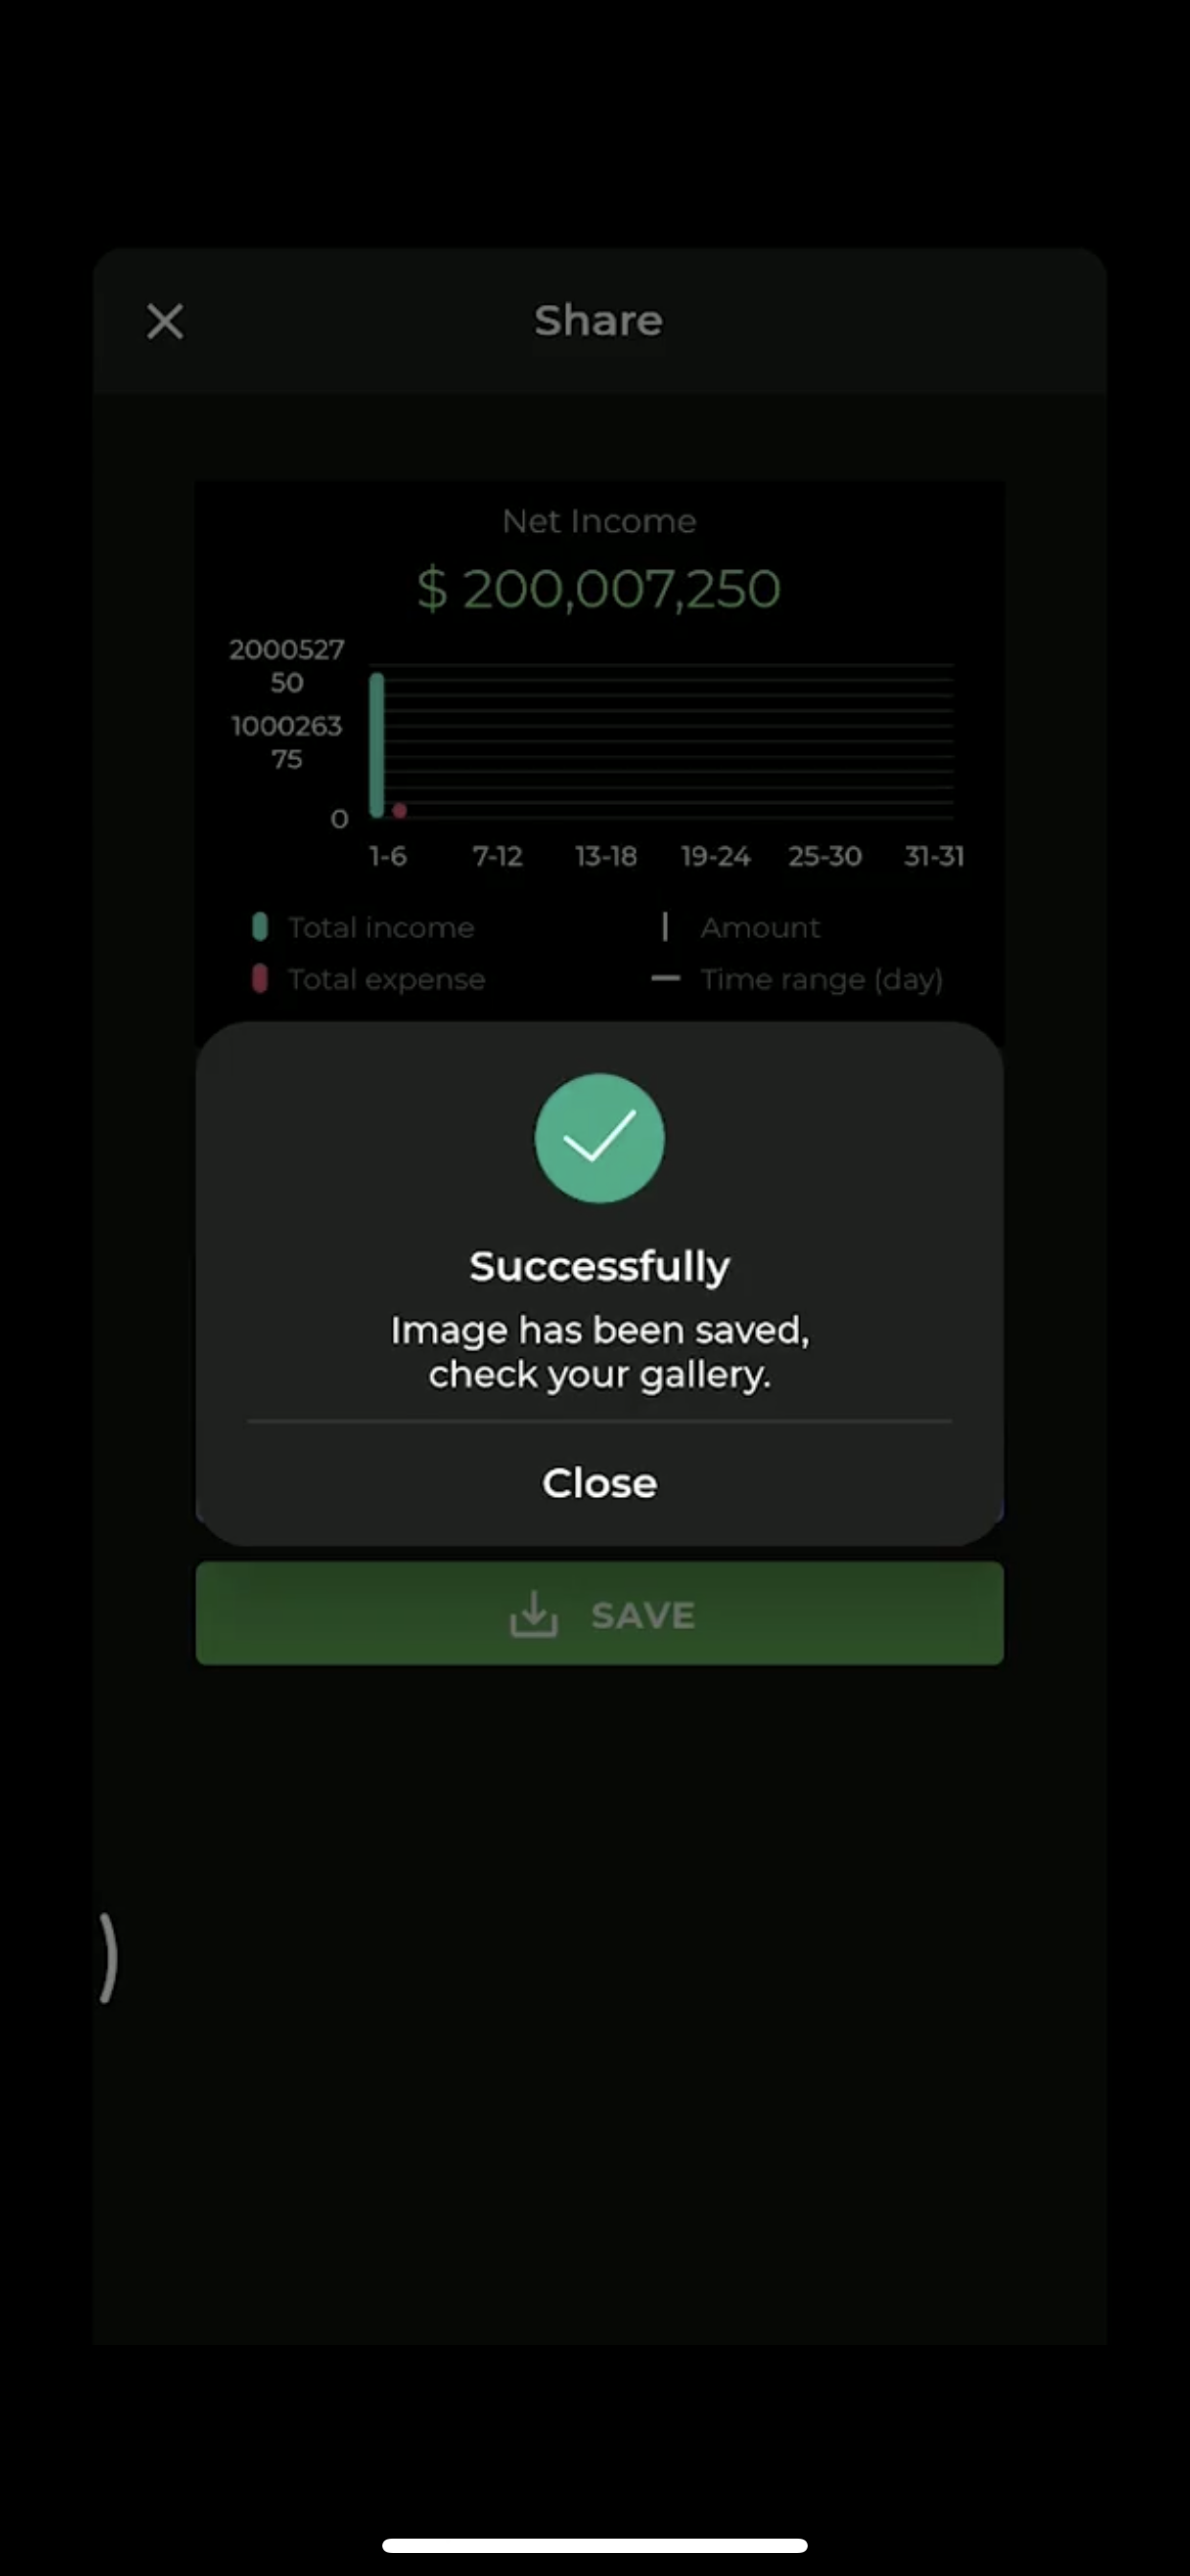 Share
Net Income
$ 200,007,250
2000527
50
1000263
75
0
1-6 7-12 13-18 19-24 25-30 31-31
Total income Amount
Total expense Time range (day)
Successfully
Image has been saved,
check your gallery.
Close
SAVE